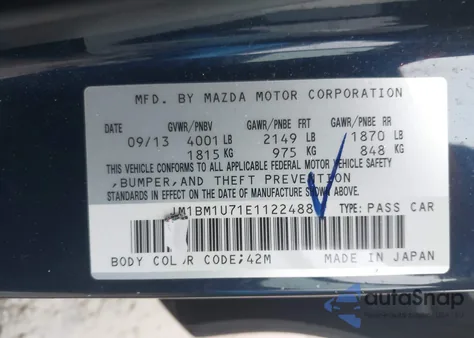 MFD. BY MAZDA MOTOR CORPORATION
DATE GVWR/PNBV GAWR/PNBE FRT GAWR/PNBE RR
09/13 4001 LB 2149 LB 1870 LB
1815 KG 975 KG 848 KG
THIS VEHICLE CONFORMS TO ALL APPLICABLE FEDERAL MOTOR VEHICLE SAFETY
,BUMPER,AND THEFT PREVENTION
STANDARDS IN EFFECT ON THE DATE OF MANUFACTURE SHOWN ABOVE.
M1BM1U71E1122488 TYPE: PASS CAR
BODY COLOR CODE;42M MADE IN JAPAN
autoSnap